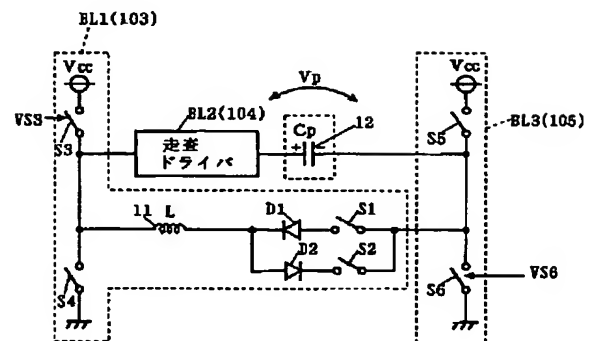 BL1(103)
Vcc
VS3
S3
BL2(104)
走査
ドライバ
Vp
Cp
+
12
Vcc
S5
BL3(105)
11 L
D1
S1
D2
S2
S4
S6
VS6